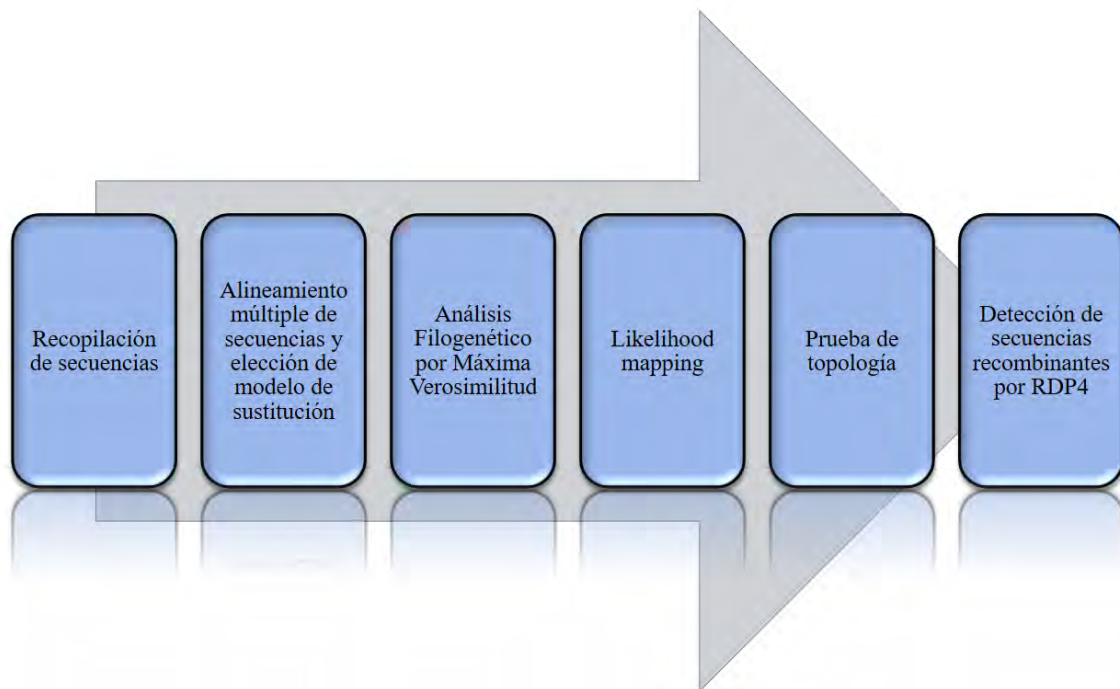 Recopilación
de secuencias
Alineamiento
múltiple de
secuencias y
elección de
modelo de
sustitución
Análisis
Filogenético
por Máxima
Verosimilitud
Likelihood
mapping
Prueba de
topología
Detección de
secuencias
recombinantes
por RDP4